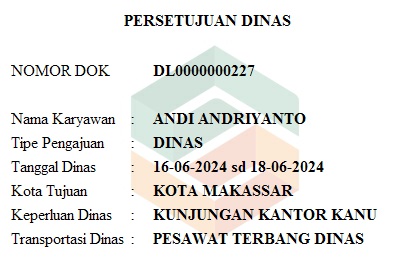 PERSETUJUAN DINAS
NOMOR DOK DL0000000227
Nama Karyawan : ANDI ANDRIYANTO
Tipe Pengajuan : DINAS
Tanggal Dinas : 16-06-2024 sd 18-06-2024
Kota Tujuan : KOTA MAKASSAR
Keperluan Dinas : KUNJUNGAN KANTOR KANU
Transportasi Dinas : PESAWAT TERBANG DINAS